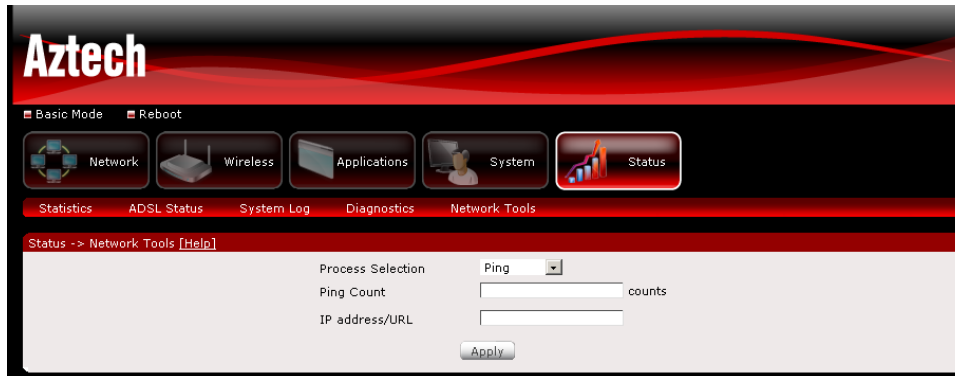 Aztech
Basic Mode Reboot
Network Wireless Applications System Status
Statistics ADSL Status System Log Diagnostics Network Tools
Status -> Network Tools [Help]
Process Selection Ping
Ping Count counts
IP address/URL
Apply